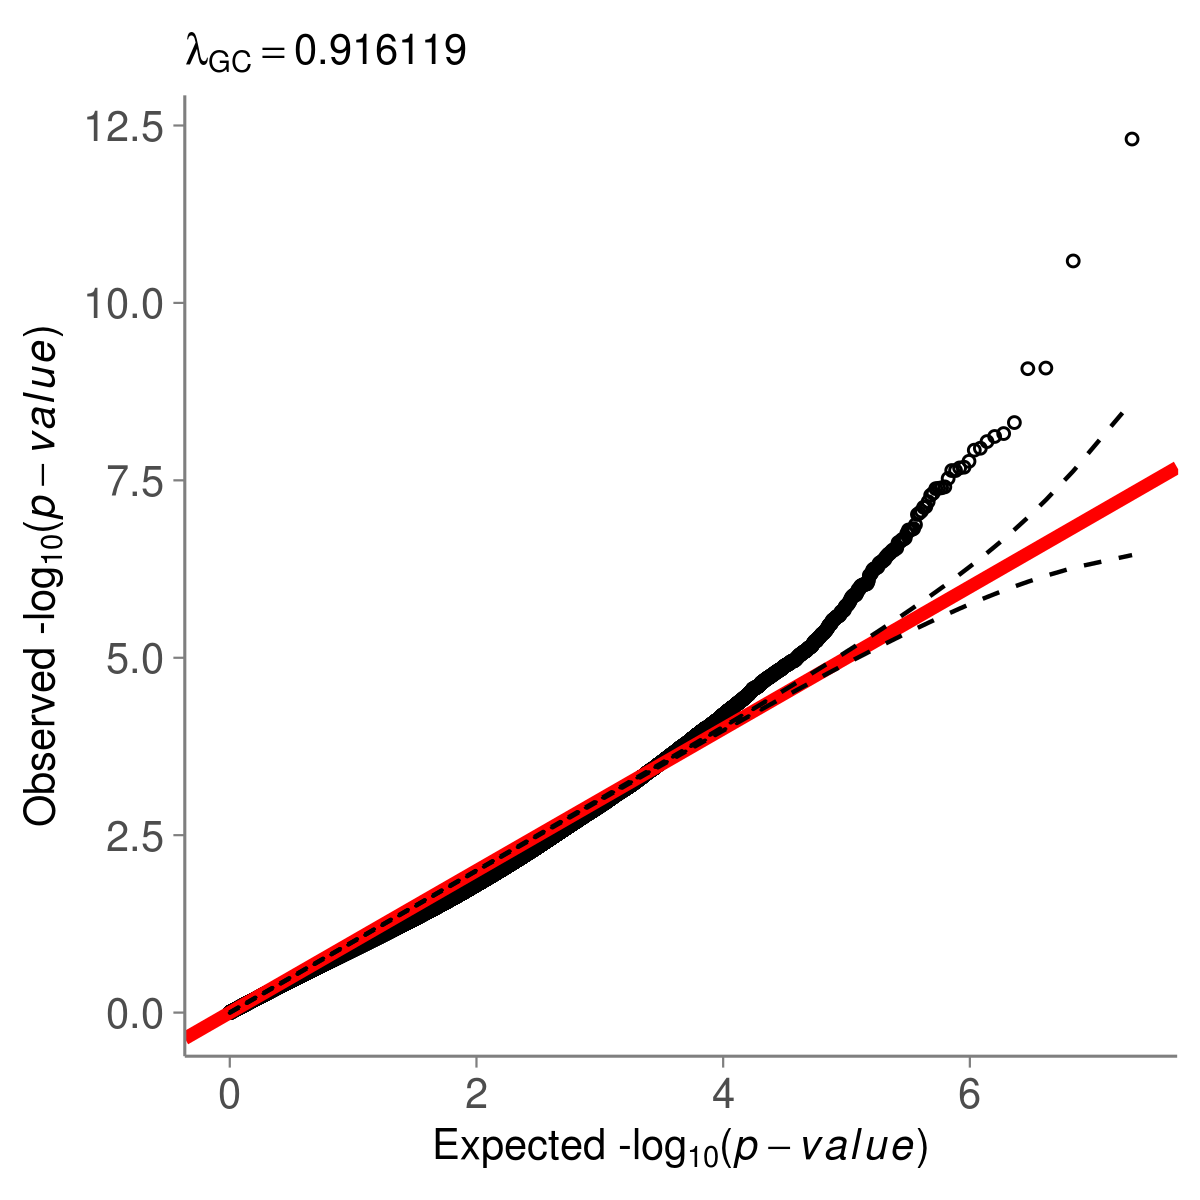 λGC = 0.916119
12.5
10.0
7.5
5.0
2.5
0.0
Observed -log10(p − value)
0 2 4 6
Expected -log10(p − value)